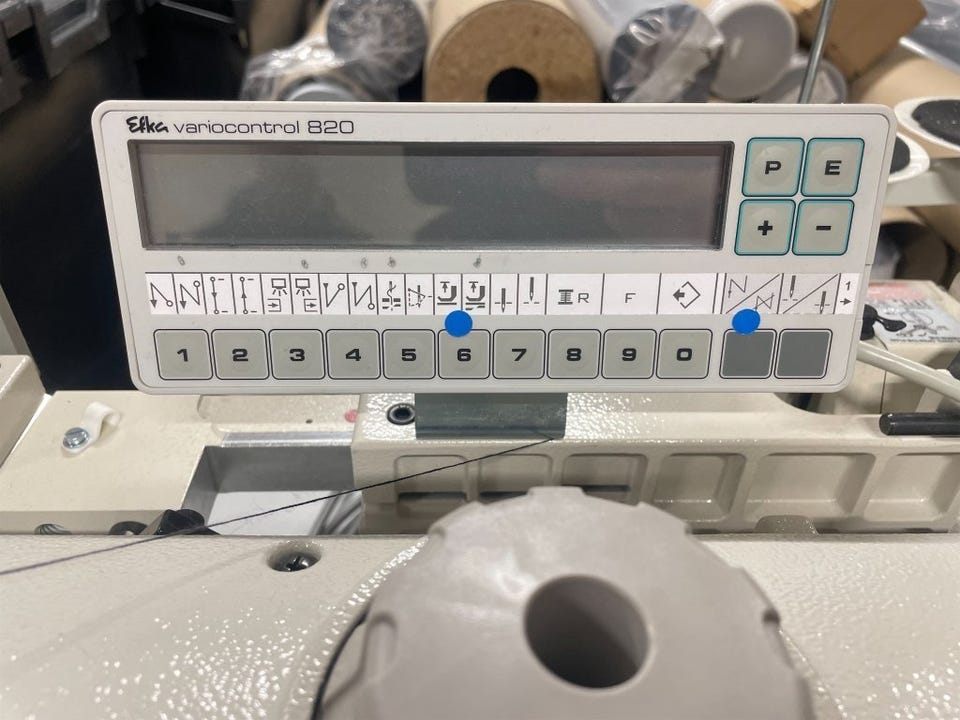 Efka variocontrol 820
P E
+ -
R F 1
1 2 3 4 5 6 7 8 9 0